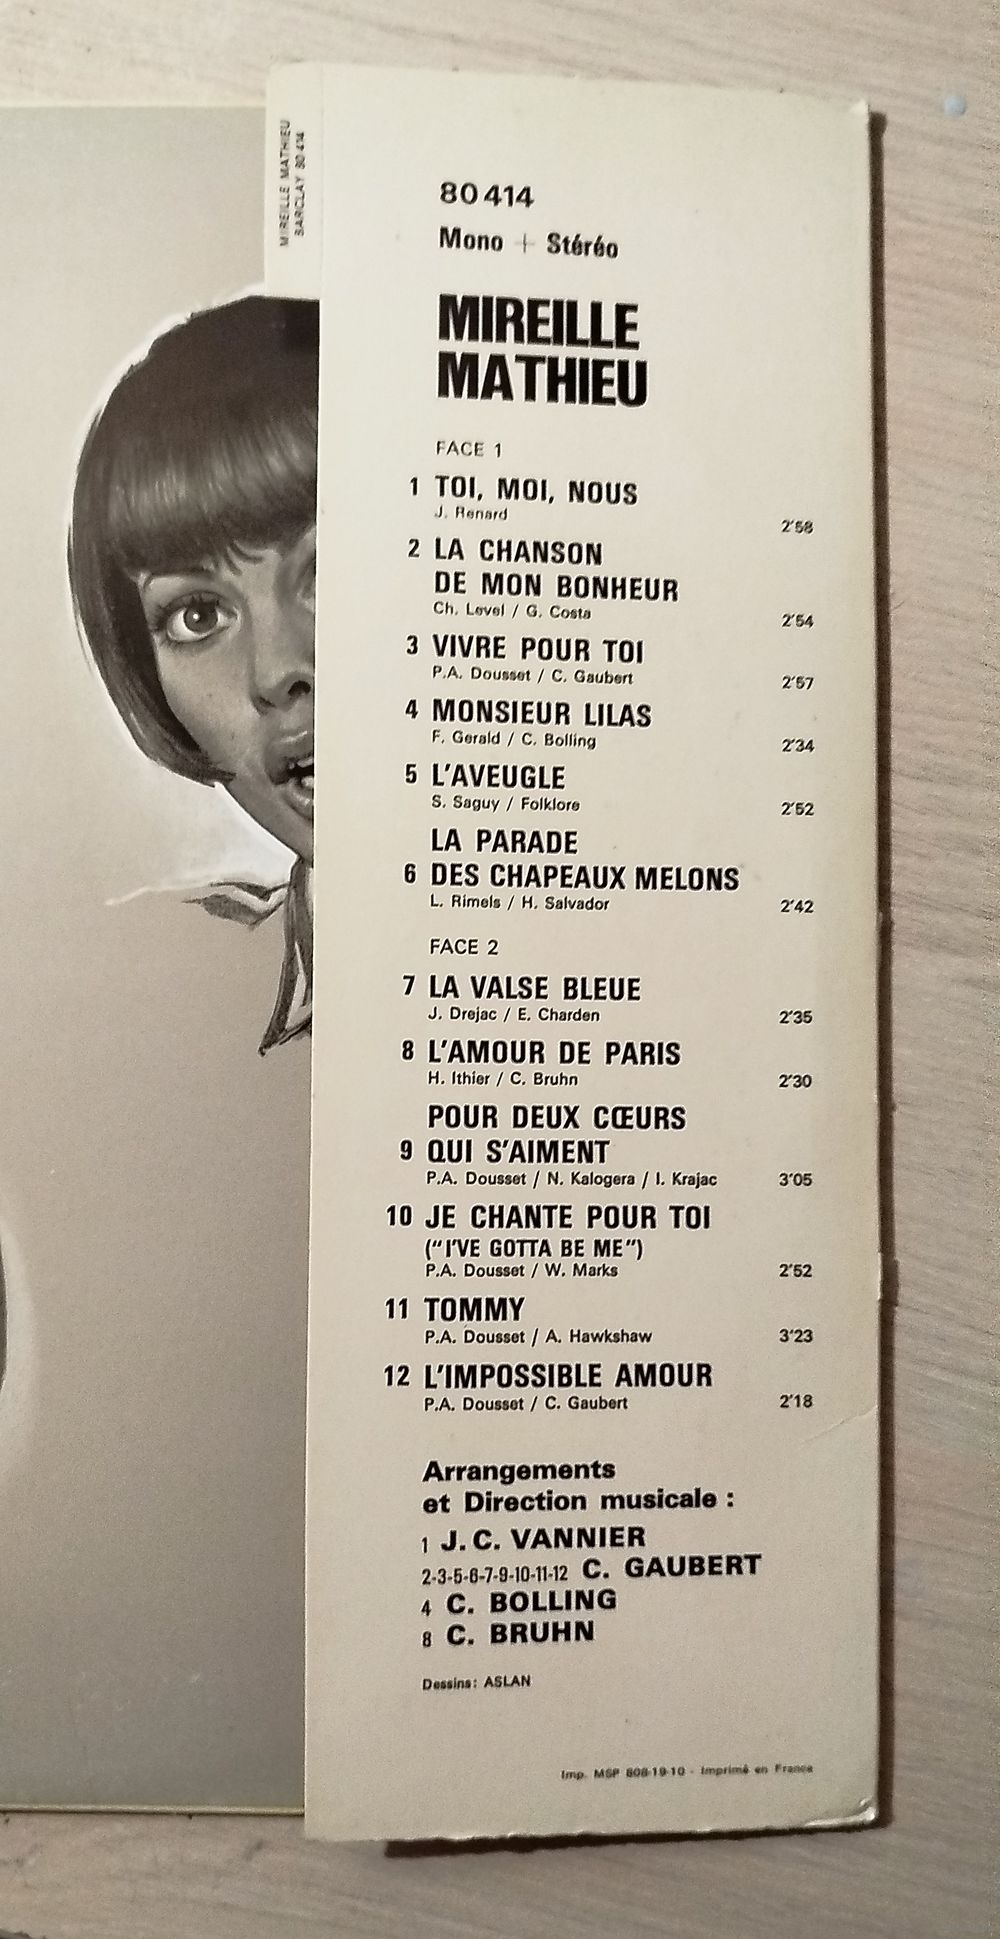 MIREILLE MATHIEU
BARCLAY 80 414
80 414
Mono + Stéréo
MIREILLE
MATHIEU
FACE 1
1 TOI, MOI, NOUS
J. Renard
2'58
2 LA CHANSON
DE MON BONHEUR
Ch. Level / G. Costa
2'54
3 VIVRE POUR TOI
P.A. Dousset / C. Gaubert
2'57
4 MONSIEUR LILAS
F. Gerald / C. Bolling
2'34
5 L'AVEUGLE
S. Saguy / Folklore
2'52
LA PARADE
6 DES CHAPEAUX MELONS
L. Rimels / H. Salvador
2'42
FACE 2
7 LA VALSE BLEUE
J. Drejac / E. Charden
2'35
8 L'AMOUR DE PARIS
H. Ithier / C. Bruhn
2'30
POUR DEUX CŒURS
9 QUI S'AIMENT
P.A. Dousset / N. Kalogera / I. Krajac
3'05
10 JE CHANTE POUR TOI
("I'VE GOTTA BE ME")
P.A. Dousset / W. Marks
2'52
11 TOMMY
P.A. Dousset / A. Hawkshaw
3'23
12 L'IMPOSSIBLE AMOUR
P.A. Dousset / C. Gaubert
2'18
Arrangements
et Direction musicale :
1 J.C. VANNIER
2-3-5-6-7-9-10-11-12 C. GAUBERT
4 C. BOLLING
8 C. BRUHN
Dessins : ASLAN
Imp. MSP 808-19-10 - Imprimé en France